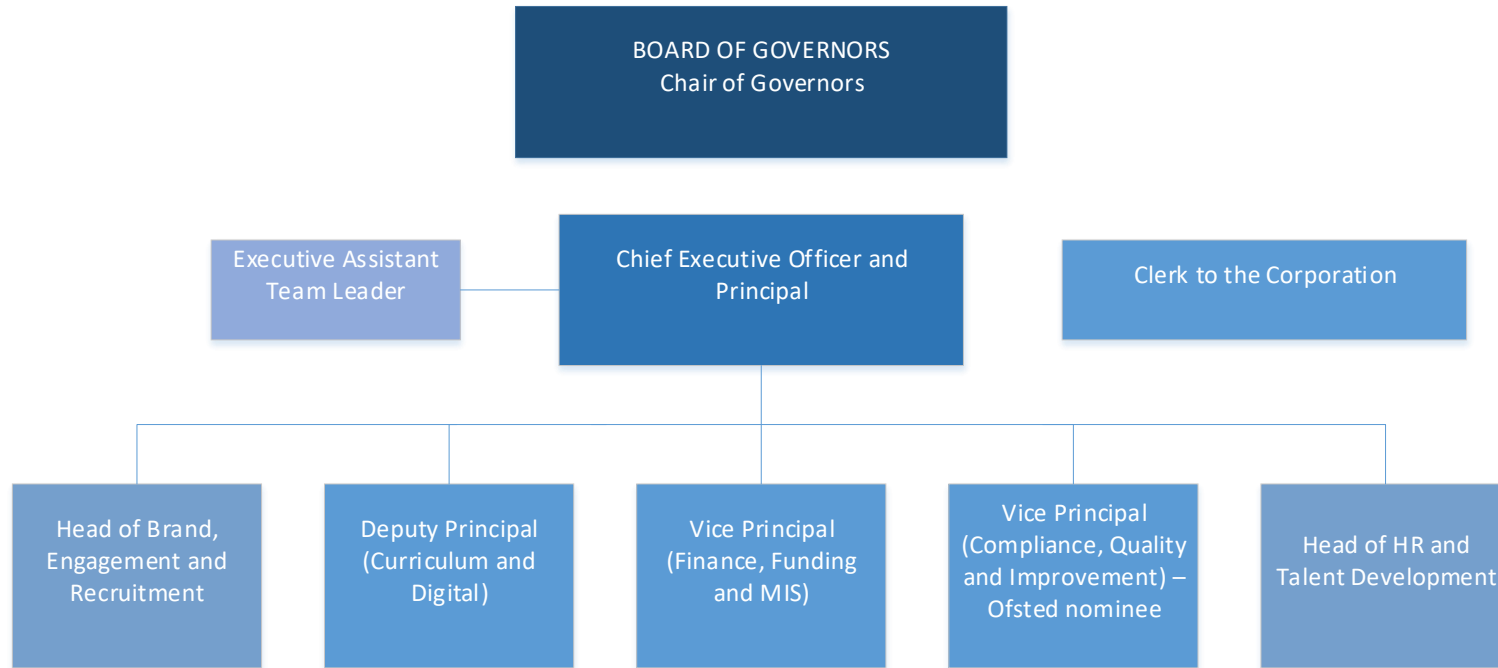 BOARD OF GOVERNORS
Chair of Governors
Executive Assistant
Team Leader
Chief Executive Officer and
Principal
Clerk to the Corporation
Head of Brand,
Engagement and
Recruitment
Deputy Principal
(Curriculum and
Digital)
Vice Principal
(Finance, Funding
and MIS)
Vice Principal
(Compliance, Quality
and Improvement) –
Ofsted nominee
Head of HR and
Talent Development